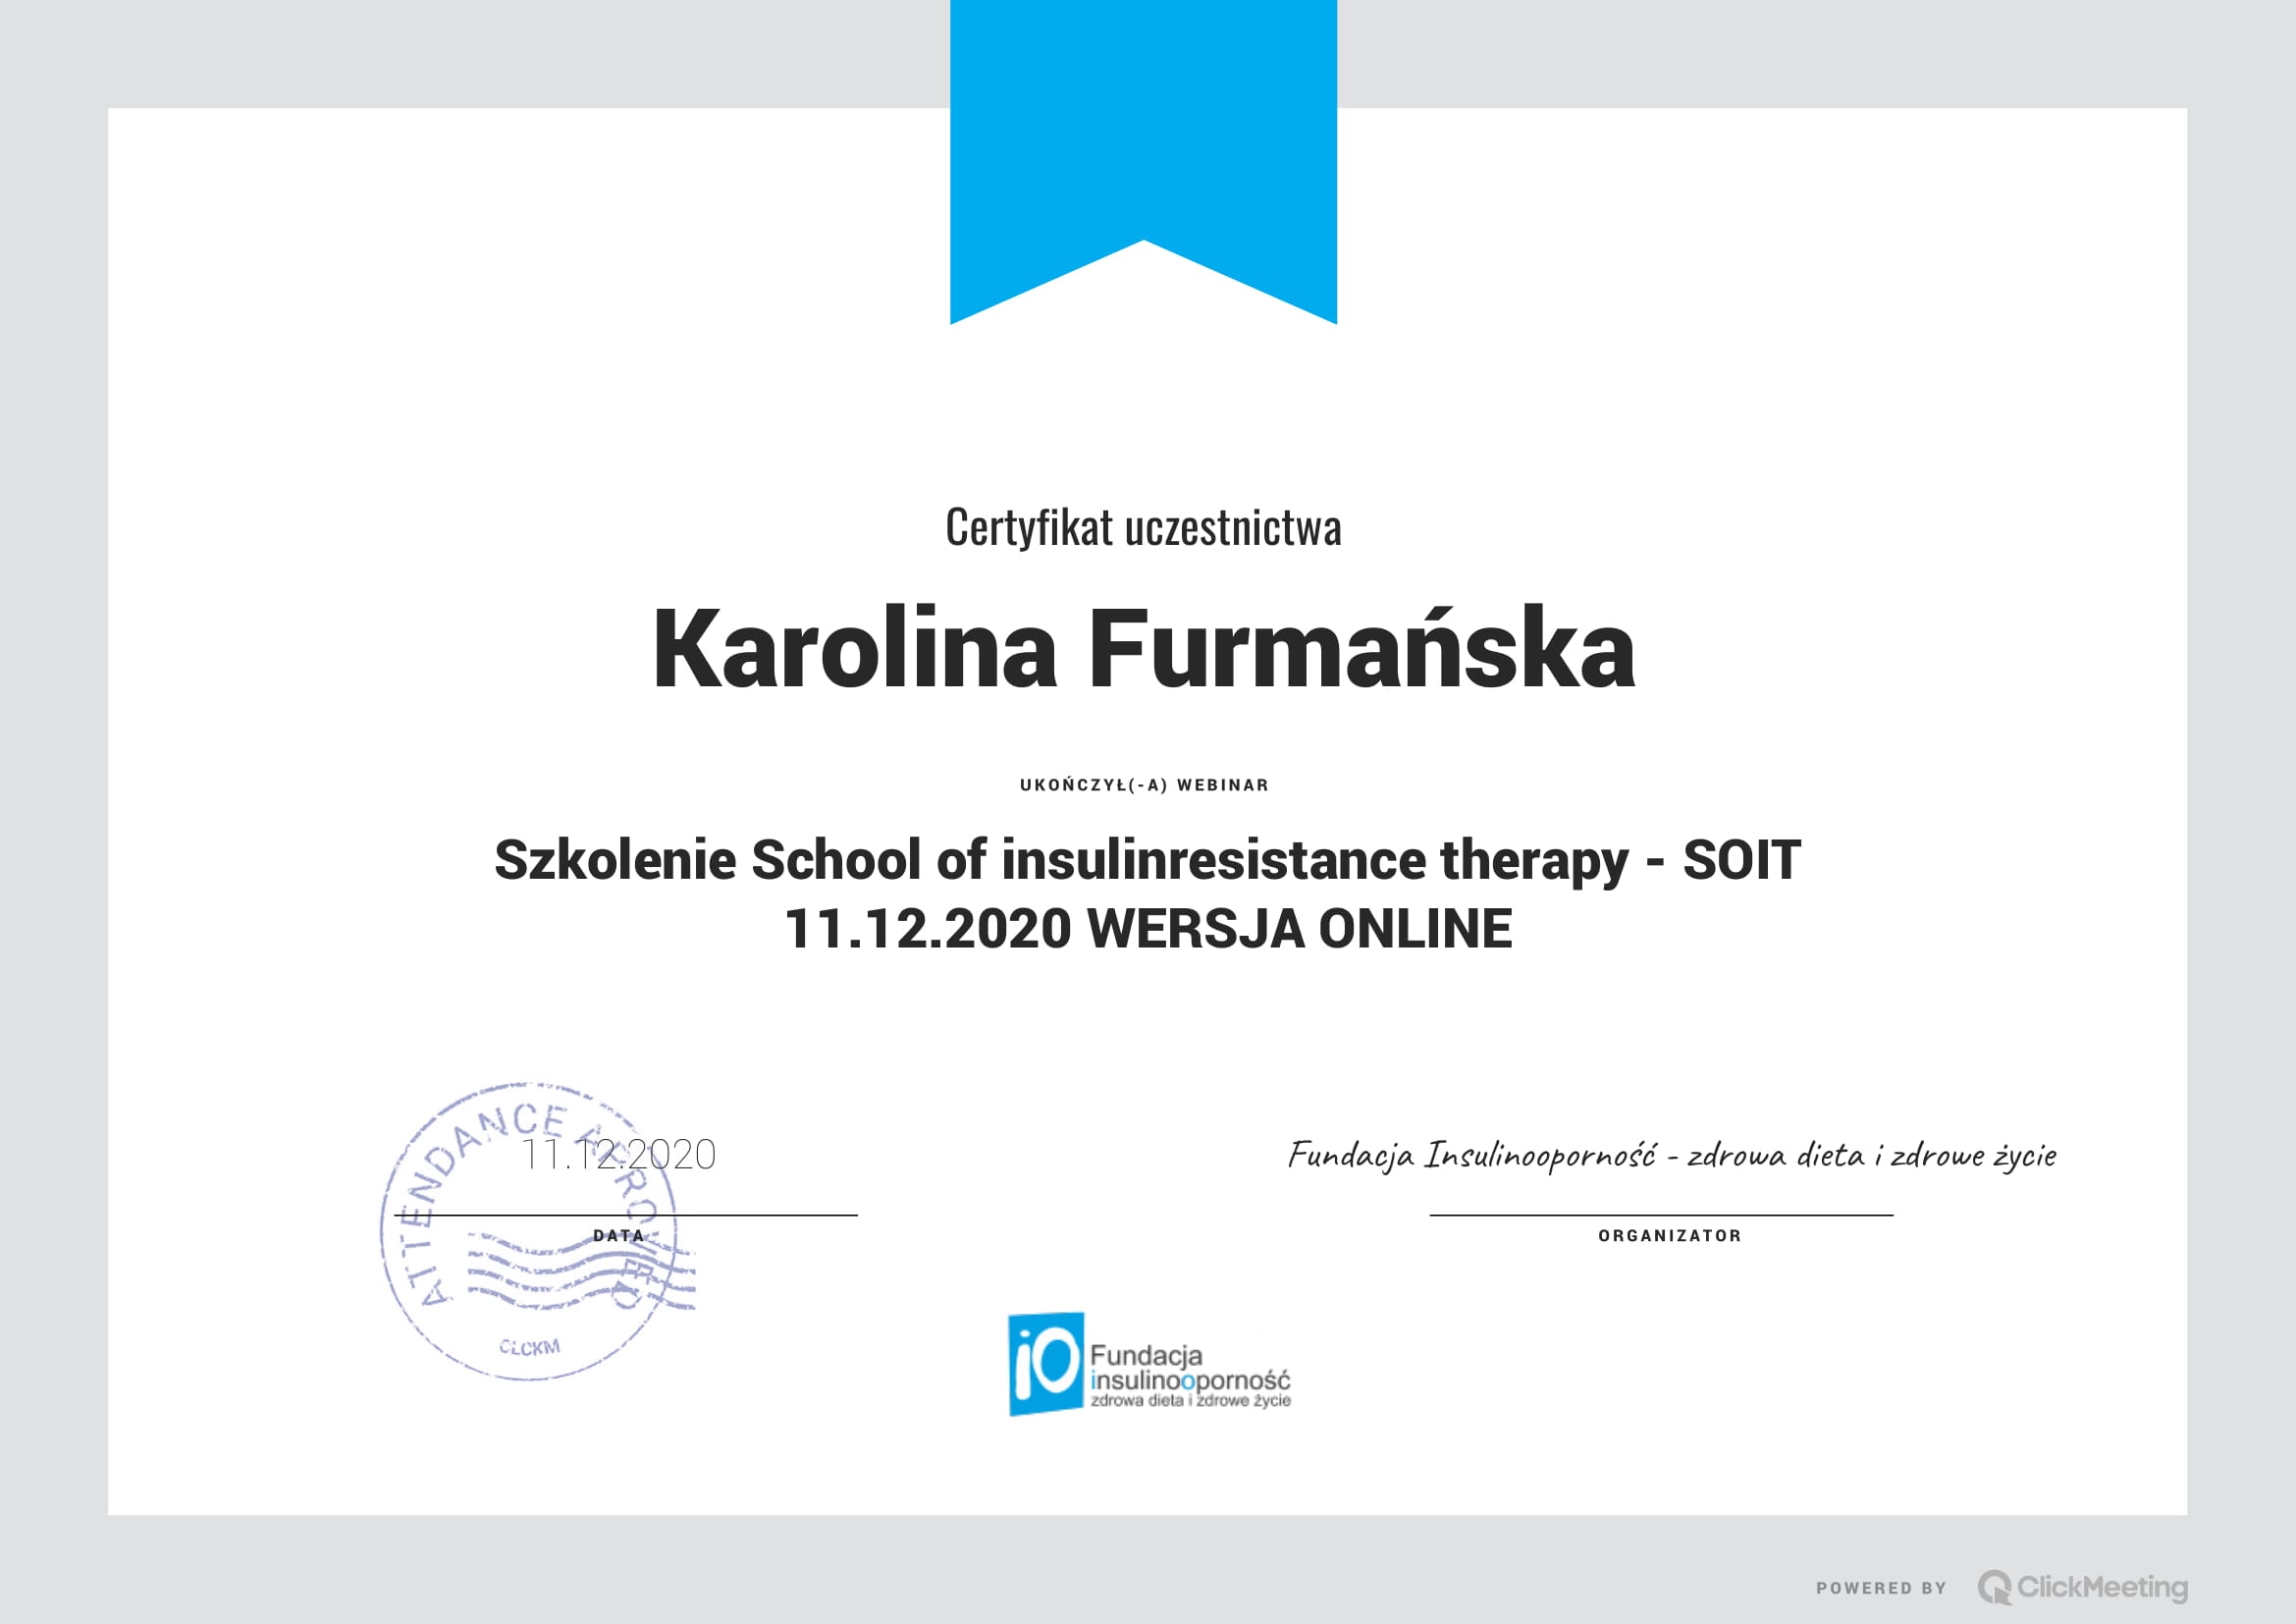 Certyfikat uczestnictwa
Karolina Furmańska
UKOŃCZYŁ(-A) WEBINAR
Szkolenie School of insulinresistance therapy - SOIT
11.12.2020 WERSJA ONLINE
ATTENDANCE APPROVED
CLCKM
11.12.2020
DATA
Fundacja Insulinooporność - zdrowa dieta i zdrowe życie
ORGANIZATOR
iO
Fundacja
insulinooporność
zdrowa dieta i zdrowe życie
POWERED BY ClickMeeting